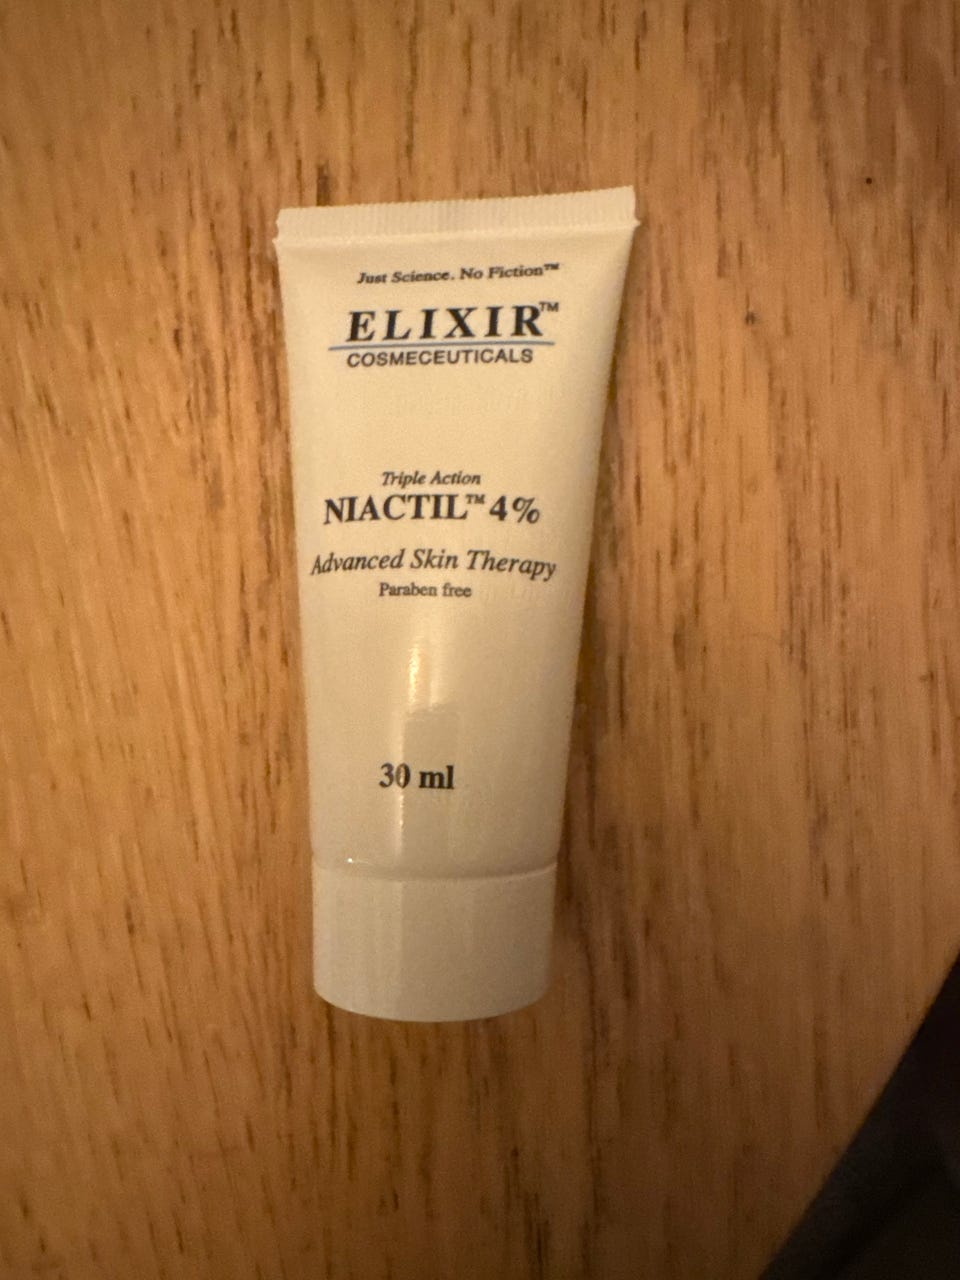 Just Science. No Fiction™
ELIXIR™
COSMECEUTICALS
Triple Action
NIACTIL™ 4%
Advanced Skin Therapy
Paraben free
30 ml